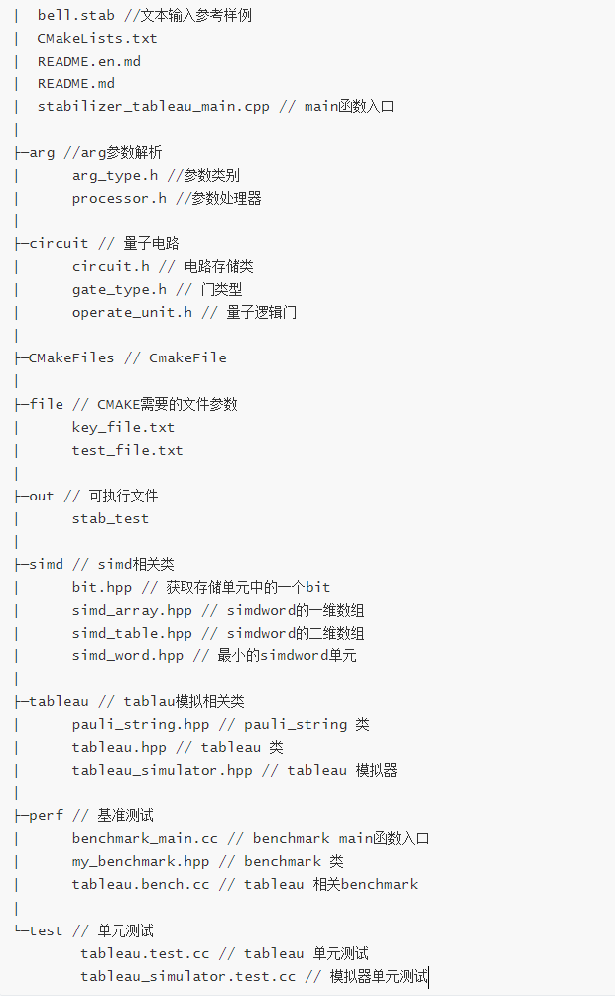 |  bell.stab //文本输入参考样例
|  CMakeLists.txt
|  README.en.md
|  README.md
|  stabilizer_tableau_main.cpp // main函数入口
|
├─arg //arg参数解析
|      arg_type.h //参数类别
|      processor.h //参数处理器
|
├─circuit // 量子电路
|      circuit.h // 电路存储类
|      gate_type.h // 门类型
|      operate_unit.h // 量子逻辑门
|
├─CMakeFiles // CmakeFile
|
├─file // CMAKE需要的文件参数
|      key_file.txt
|      test_file.txt
|
├─out // 可执行文件
|      stab_test
|
├─simd // simd相关类
|      bit.hpp // 获取存储单元中的一个bit
|      simd_array.hpp // simdword的一维数组
|      simd_table.hpp // simdword的二维数组
|      simd_word.hpp // 最小的simdword单元
|
├─tableau // tablau模拟相关类
|      pauli_string.hpp // pauli_string 类
|      tableau.hpp // tableau 类
|      tableau_simulator.hpp // tableau 模拟器
|
├─perf // 基准测试
|      benchmark_main.cc // benchmark main函数入口
|      my_benchmark.hpp // benchmark 类
|      tableau.bench.cc // tableau 相关benchmark
|
└─test // 单元测试
        tableau.test.cc // tableau 单元测试
        tableau_simulator.test.cc // 模拟器单元测试